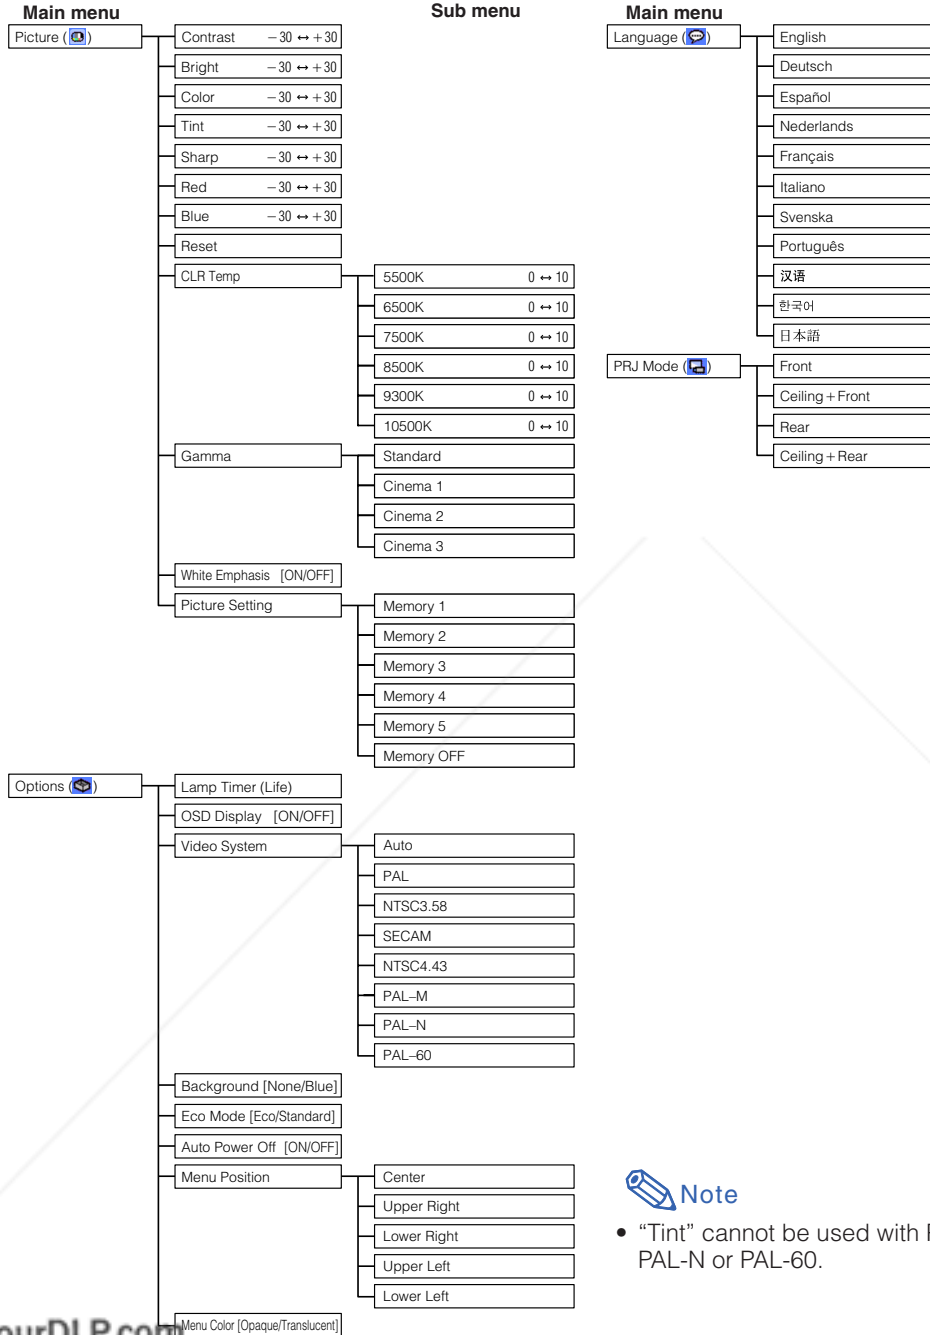 Main menu
Sub menu
Main menu
Picture ( )
Contrast −30 ↔ +30
Bright −30 ↔ +30
Color −30 ↔ +30
Tint −30 ↔ +30
Sharp −30 ↔ +30
Red −30 ↔ +30
Blue −30 ↔ +30
Reset
CLR Temp
5500K 0 ↔ 10
6500K 0 ↔ 10
7500K 0 ↔ 10
8500K 0 ↔ 10
9300K 0 ↔ 10
10500K 0 ↔ 10
Gamma
Standard
Cinema 1
Cinema 2
Cinema 3
White Emphasis [ON/OFF]
Picture Setting
Memory 1
Memory 2
Memory 3
Memory 4
Memory 5
Memory OFF
Options ( )
Lamp Timer (Life)
OSD Display [ON/OFF]
Video System
Auto
PAL
NTSC3.58
SECAM
NTSC4.43
PAL–M
PAL–N
PAL–60
Background [None/Blue]
Eco Mode [Eco/Standard]
Auto Power Off [ON/OFF]
Menu Position
Center
Upper Right
Lower Right
Upper Left
Lower Left
Menu Color [Opaque/Translucent]
Language ( )
English
Deutsch
Español
Nederlands
Français
Italiano
Svenska
Português
汉语
한국어
日本語
PRJ Mode ( )
Front
Ceiling + Front
Rear
Ceiling + Rear
Note
• “Tint” cannot be used with
PAL-N or PAL-60.
ourDLP.com